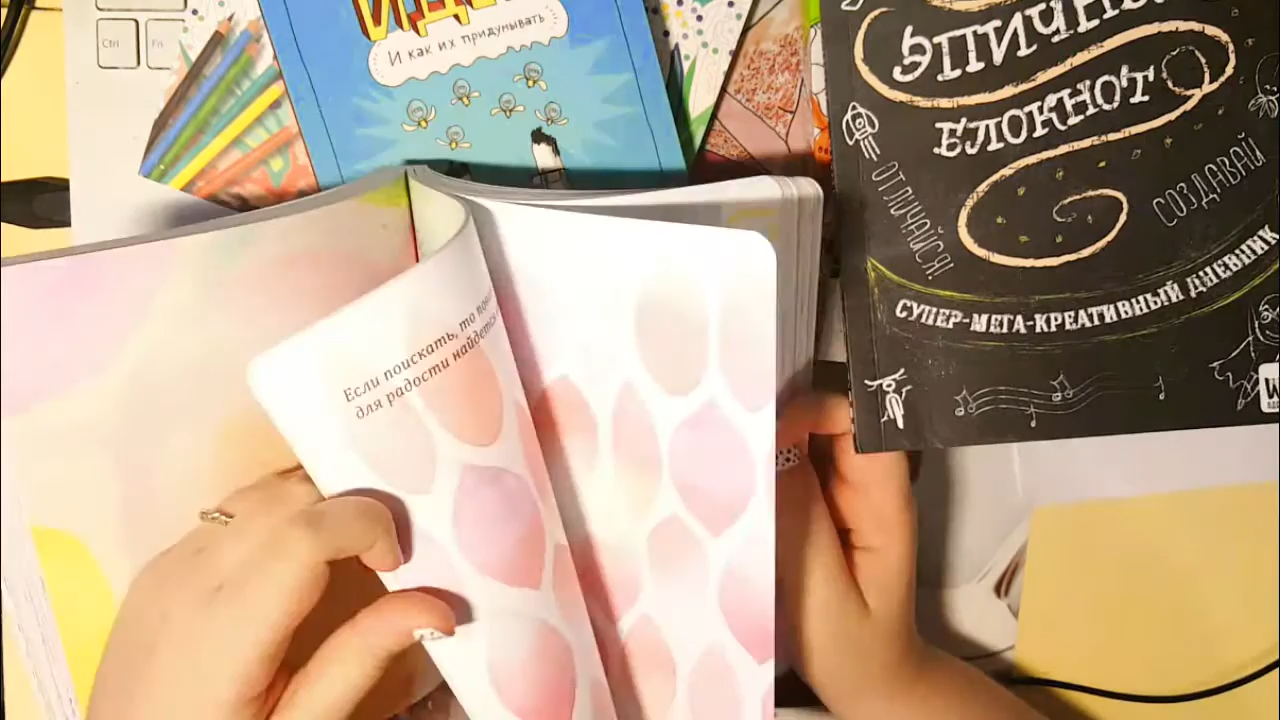 Ctrl
Fn
И как их придумывать
ЭПИЧНЫЙ
БЛОКНОТ
ОТЛИЧАЙСЯ!
СОЗДАВАЙ
СУПЕР-МЕГА-КРЕАТИВНЫЙ ДНЕВНИК
Если поискать, то
для радости найдется